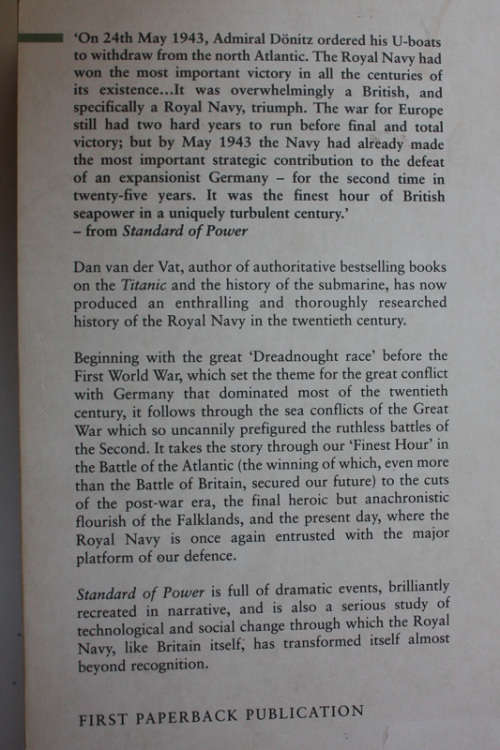 ‘On 24th May 1943, Admiral Dönitz ordered his U-boats
to withdraw from the north Atlantic. The Royal Navy had
won the most important victory in all the centuries of
its existence...It was overwhelmingly a British, and
specifically a Royal Navy, triumph. The war for Europe
still had two hard years to run before final and total
victory; but by May 1943 the Navy had already made
the most important strategic contribution to the defeat
of an expansionist Germany – for the second time in
twenty-five years. It was the finest hour of British
seapower in a uniquely turbulent century.’
– from Standard of Power
Dan van der Vat, author of authoritative bestselling books
on the Titanic and the history of the submarine, has now
produced an enthralling and thoroughly researched
history of the Royal Navy in the twentieth century.
Beginning with the great ‘Dreadnought race’ before the
First World War, which set the theme for the great conflict
with Germany that dominated most of the twentieth
century, it follows through the sea conflicts of the Great
War which so uncannily prefigured the ruthless battles of
the Second. It takes the story through our ‘Finest Hour’ in
the Battle of the Atlantic (the winning of which, even more
than the Battle of Britain, secured our future) to the cuts
of the post-war era, the final heroic but anachronistic
flourish of the Falklands, and the present day, where the
Royal Navy is once again entrusted with the major
platform of our defence.
Standard of Power is full of dramatic events, brilliantly
recreated in narrative, and is also a serious study of
technological and social change through which the Royal
Navy, like Britain itself, has transformed itself almost
beyond recognition.
FIRST PAPERBACK PUBLICATION